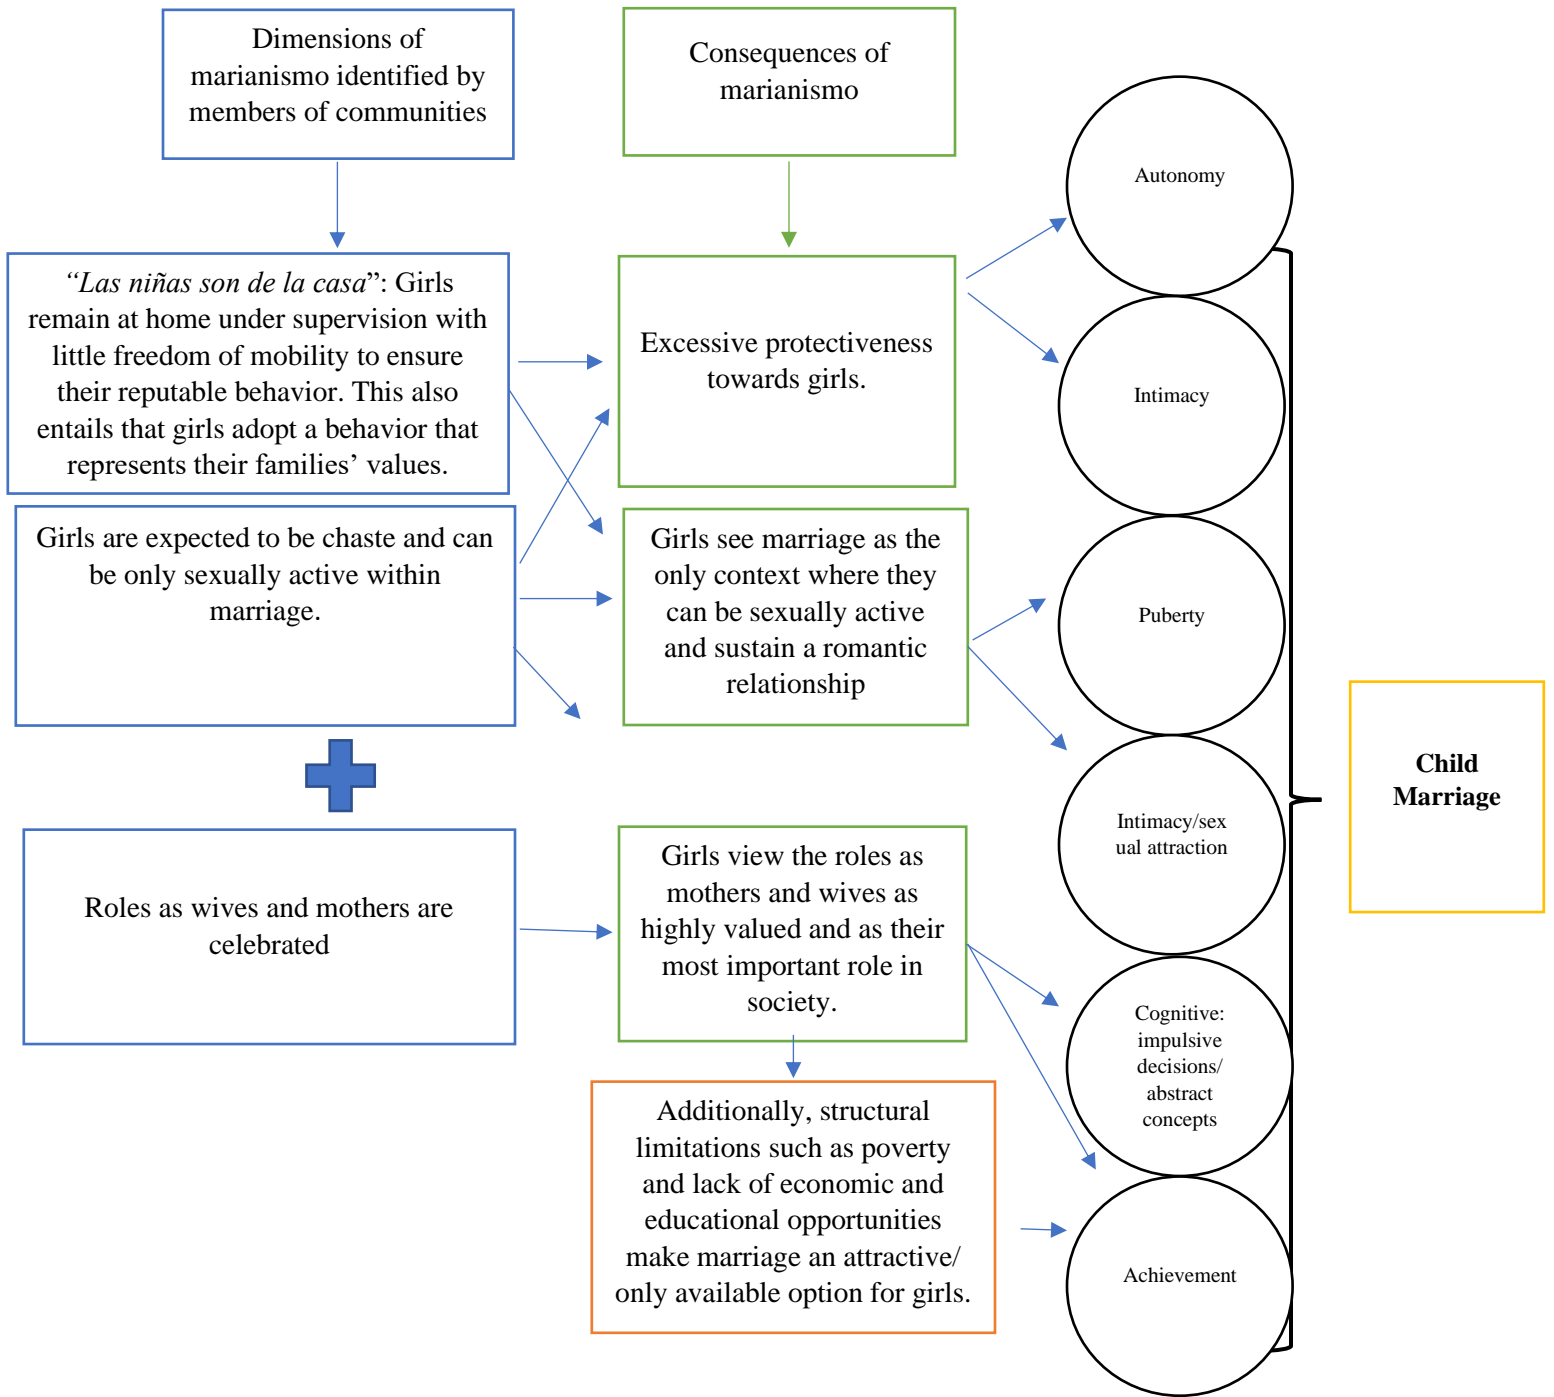 Dimensions of
marianismo identified by
members of communities
Consequences of
marianismo
“Las niñas son de la casa”: Girls
remain at home under supervision with
little freedom of mobility to ensure
their reputable behavior. This also
entails that girls adopt a behavior that
represents their families’ values.
Excessive protectiveness
towards girls.
Autonomy
Intimacy
Girls are expected to be chaste and can
be only sexually active within
marriage.
Girls see marriage as the
only context where they
can be sexually active
and sustain a romantic
relationship
Puberty
Intimacy/sex
ual attraction
Roles as wives and mothers are
celebrated
Girls view the roles as
mothers and wives as
highly valued and as their
most important role in
society.
Cognitive:
impulsive
decisions/
abstract
concepts
Additionally, structural
limitations such as poverty
and lack of economic and
educational opportunities
make marriage an attractive/
only available option for girls.
Achievement
Child
Marriage